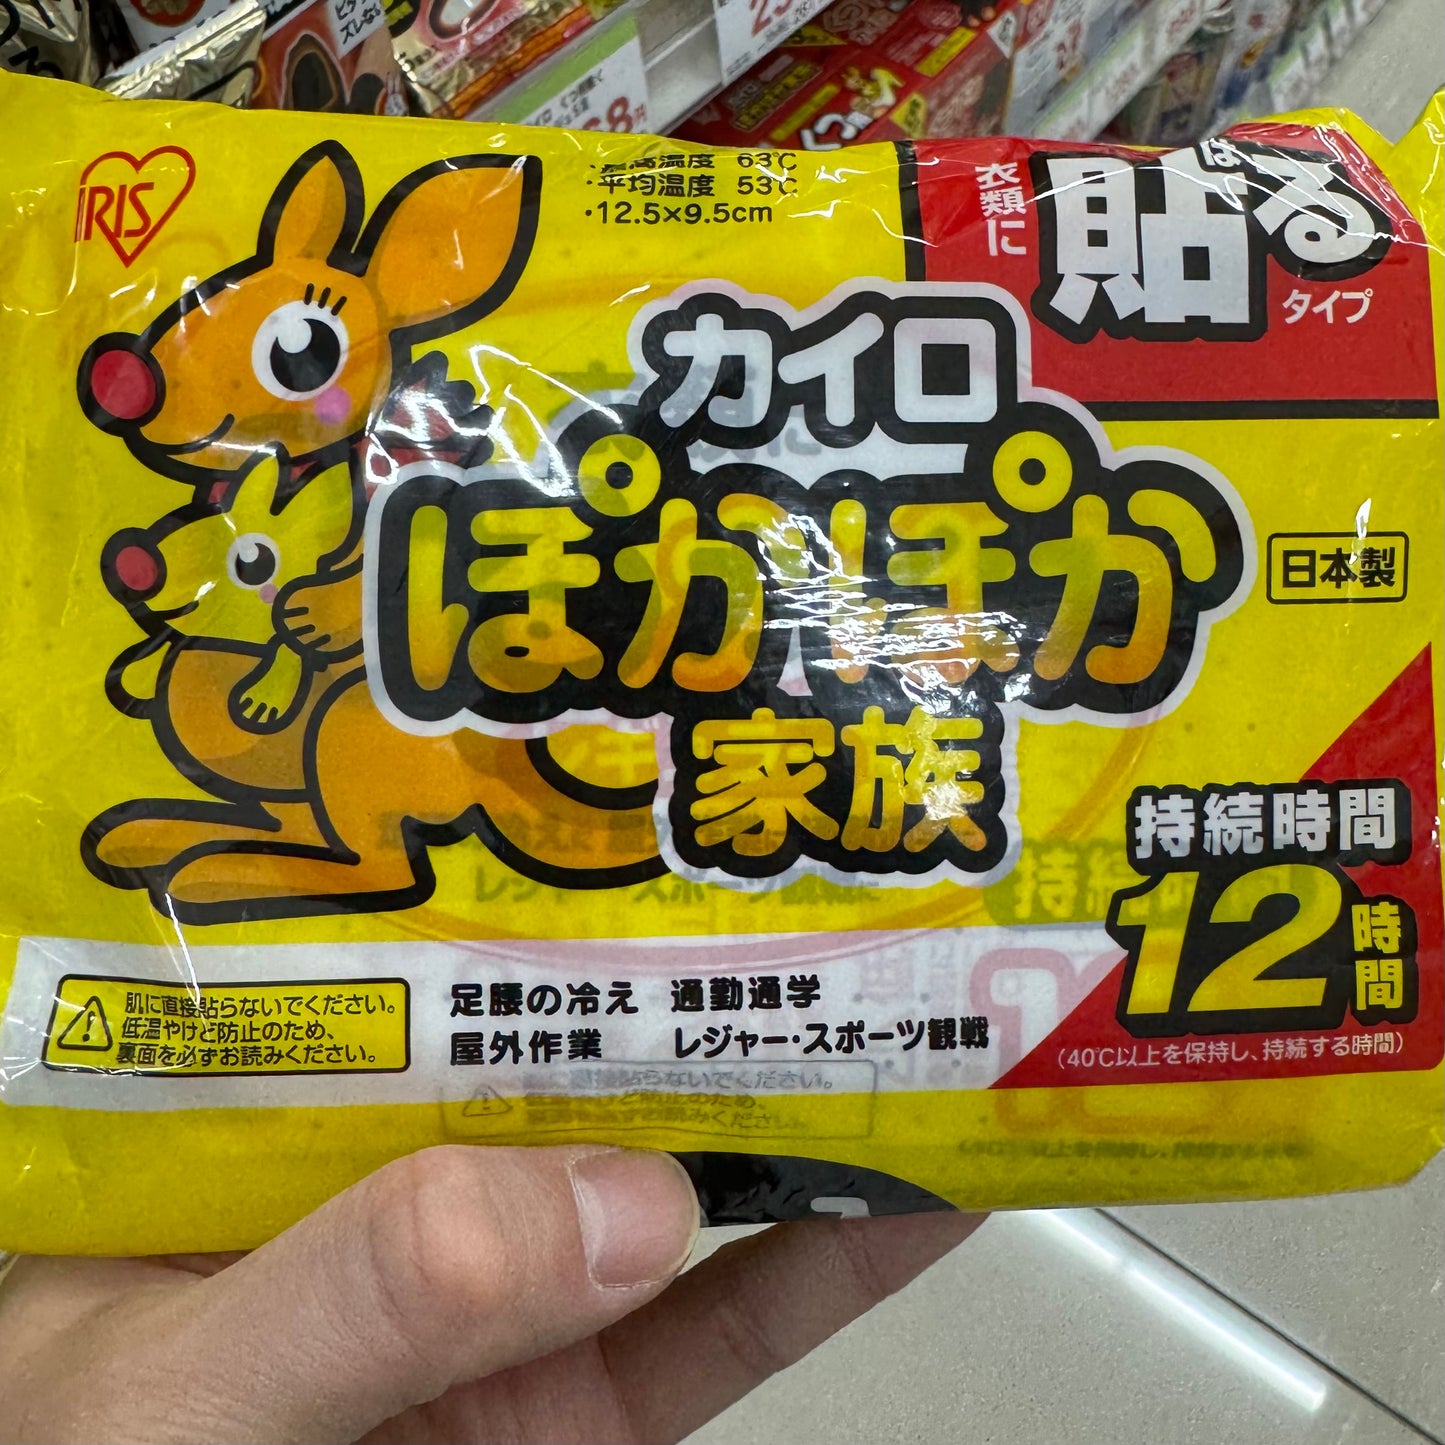 IRIS
・最高温度 63℃
・平均温度 53℃
・12.5×9.5cm
衣類に
貼る
は
タイプ
カイロ
ぽかぽか
家族
日本製
持続時間
12時間
(40℃以上を保持し、持続する時間)
肌に直接貼らないでください。
低温やけど防止のため、
裏面を必ずお読みください。
足腰の冷え 通勤通学
屋外作業 レジャー・スポーツ観戦